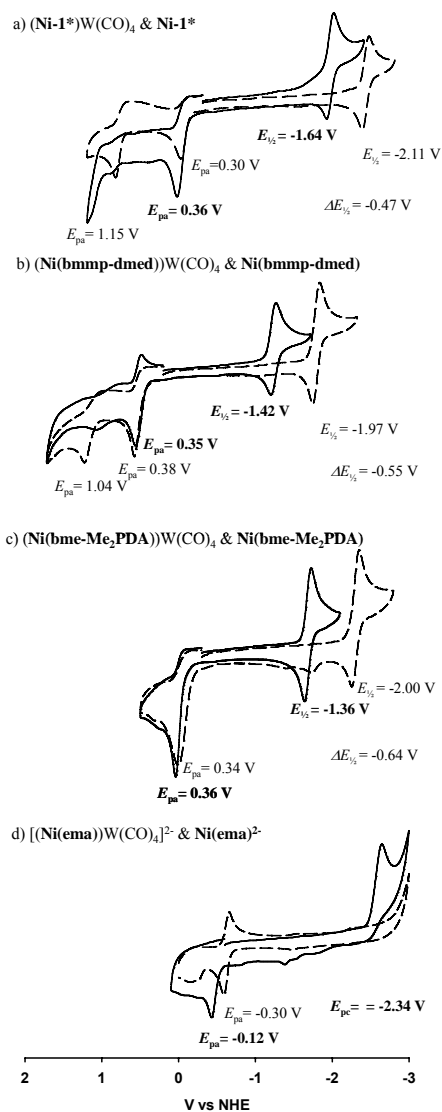 a) (Ni-1*)W(CO)₄ & Ni-1*
E½ = -1.64 V
E½ = -2.11 V
Epa= 0.30 V
Epa= 0.36 V
ΔE½ = -0.47 V
Epa= 1.15 V
b) (Ni(bmmp-dmed))W(CO)₄ & Ni(bmmp-dmed)
E½ = -1.42 V
E½ = -1.97 V
Epa= 0.35 V
Epa= 0.38 V
ΔE½ = -0.55 V
Epa= 1.04 V
c) (Ni(bme-Me₂PDA))W(CO)₄ & Ni(bme-Me₂PDA)
E½ = -2.00 V
E½ = -1.36 V
Epa= 0.34 V
ΔE½ = -0.64 V
Epa= 0.36 V
d) [(Ni(ema))W(CO)₄]²⁻ & Ni(ema)²⁻
Epa= -0.30 V
Epc= = -2.34 V
Epa= -0.12 V
2 1 0 -1 -2 -3
V vs NHE